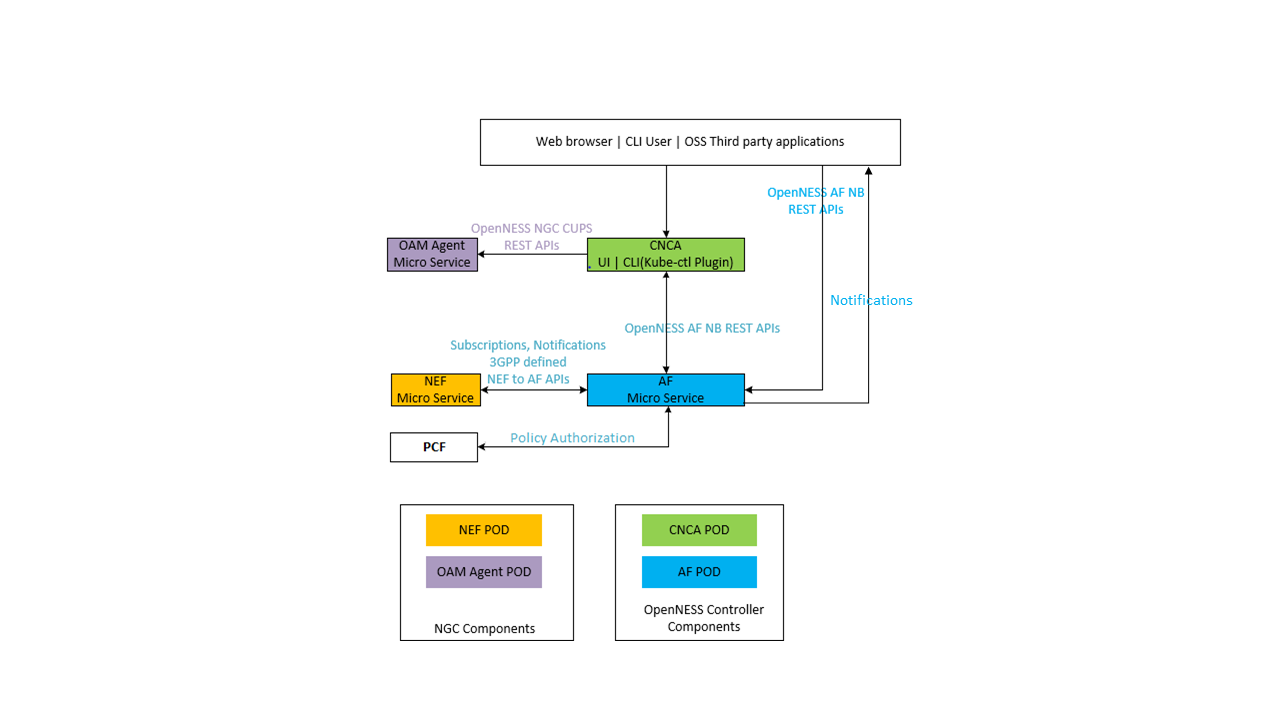 Web browser | CLI User | OSS Third party applications
OpenNESS AF NB
REST APIs
OpenNESS NGC CUPS
REST APIs
OAM Agent
Micro Service
CNCA
UI | CLI(Kube-ctl Plugin)
Notifications
OpenNESS AF NB REST APIs
Subscriptions, Notifications
3GPP defined
NEF to AF APIs
NEF
Micro Service
AF
Micro Service
Policy Authorization
PCF
NEF POD
OAM Agent POD
NGC Components
CNCA POD
AF POD
OpenNESS Controller
Components